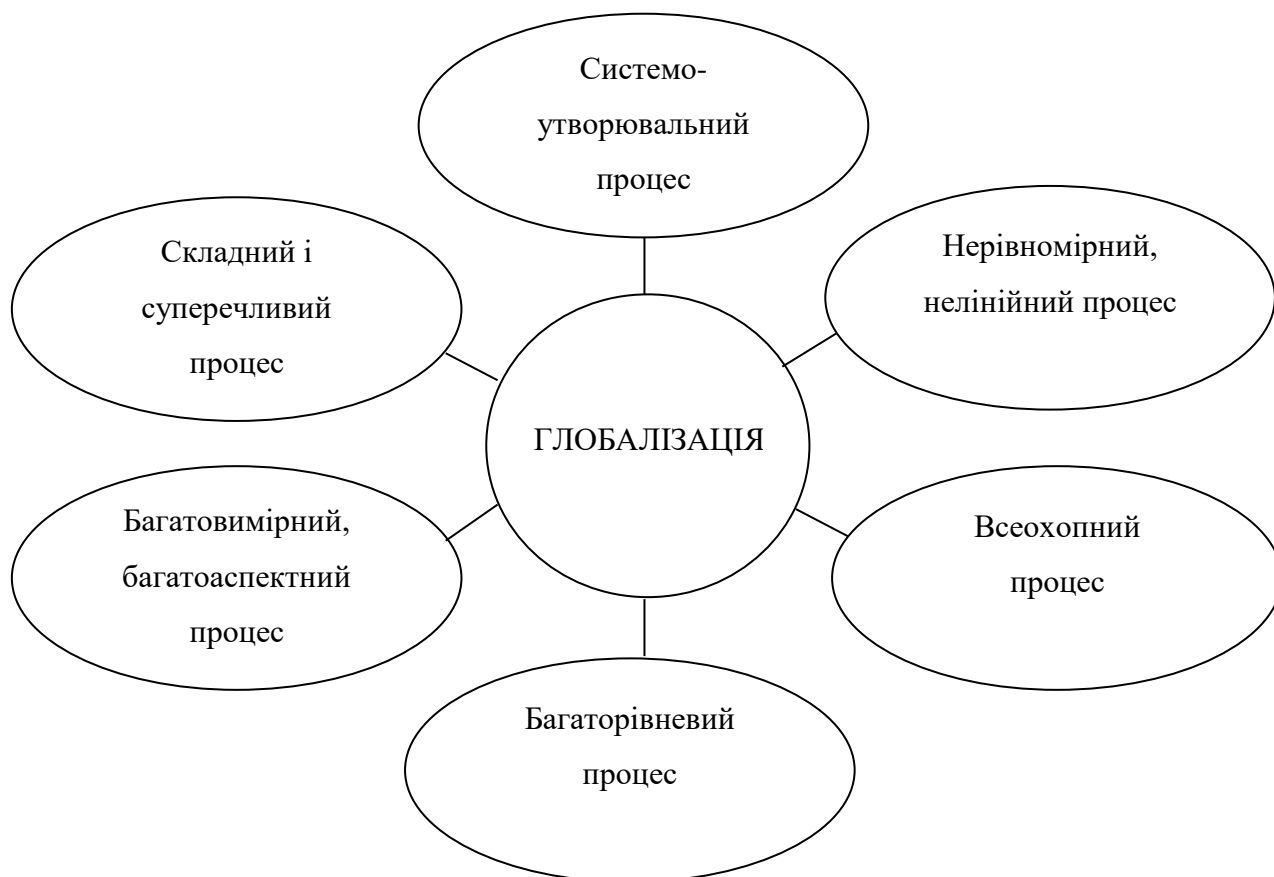 Системо-
утворювальний
процес
Складний і
суперечливий
процес
Нерівномірний,
нелінійний процес
ГЛОБАЛІЗАЦІЯ
Багатовимірний,
багатоаспектний
процес
Всеохопний
процес
Багаторівневий
процес